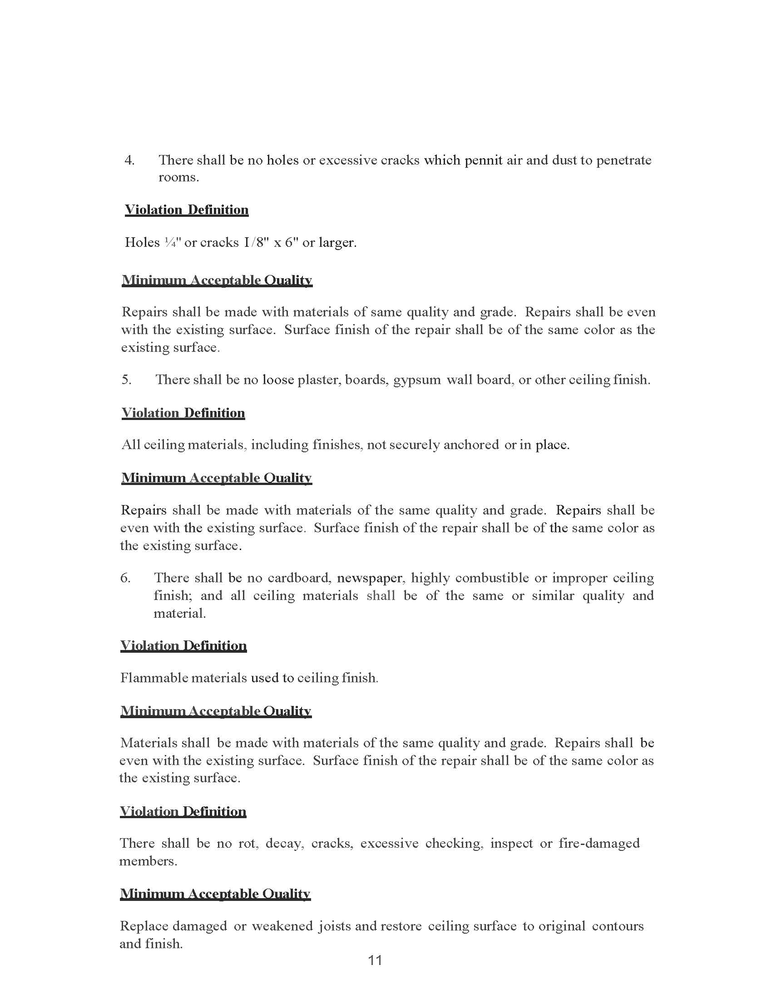 4. There shall be no holes or excessive cracks which pennit air and dust to penetrate
rooms.
Violation Definition
Holes ¼" or cracks I/8" x 6" or larger.
Minimum Acceptable Quality
Repairs shall be made with materials of same quality and grade. Repairs shall be even
with the existing surface. Surface finish of the repair shall be of the same color as the
existing surface.
5. There shall be no loose plaster, boards, gypsum wall board, or other ceiling finish.
Violation Definition
All ceiling materials, including finishes, not securely anchored or in place.
Minimum Acceptable Quality
Repairs shall be made with materials of the same quality and grade. Repairs shall be
even with the existing surface. Surface finish of the repair shall be of the same color as
the existing surface.
6. There shall be no cardboard, newspaper, highly combustible or improper ceiling
finish; and all ceiling materials shall be of the same or similar quality and
material.
Violation Definition
Flammable materials used to ceiling finish.
Minimum Acceptable Quality
Materials shall be made with materials of the same quality and grade. Repairs shall be
even with the existing surface. Surface finish of the repair shall be of the same color as
the existing surface.
Violation Definition
There shall be no rot, decay, cracks, excessive checking, inspect or fire-damaged
members.
Minimum Acceptable Quality
Replace damaged or weakened joists and restore ceiling surface to original contours
and finish.
11